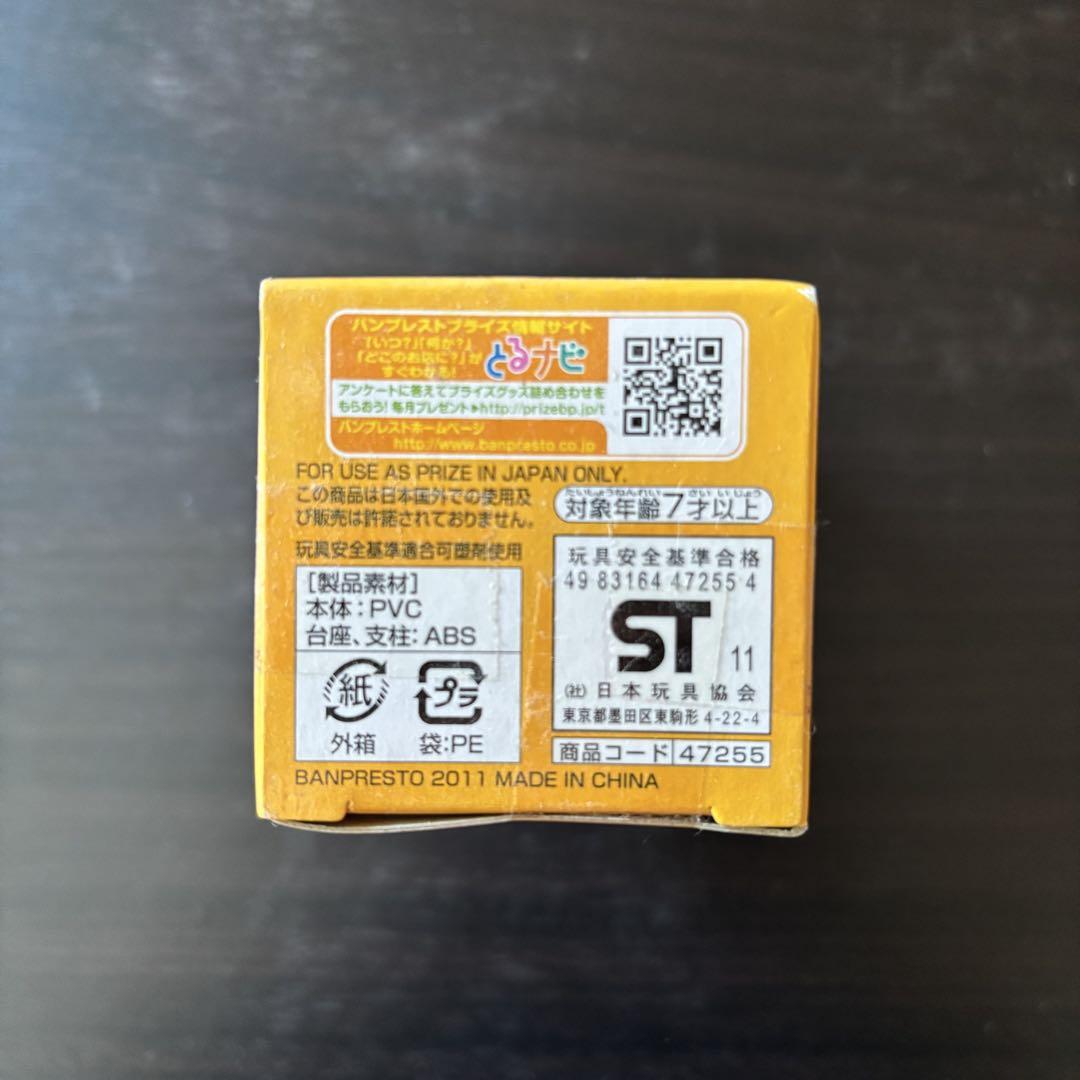 バンプレストプライズ情報サイト
「いつ?」「何か?」
「どこのお店に?」が
すぐわかる!
とるナビ
アンケートに答えてプライズグッズ詰め合わせを
もらおう!毎月プレゼント▶http://prizebp.jp/t
バンプレストホームページ
http://www.banpresto.co.jp
FOR USE AS PRIZE IN JAPAN ONLY.
この商品は日本国外での使用及
び販売は許諾されておりません。
たいしょうねんれい さい いじょう
対象年齢7才以上
玩具安全基準適合可塑剤使用
[製品素材]
本体:PVC
台座、支柱:ABS
紙
外箱
プラ
袋:PE
玩具安全基準合格
49 83164 47255 4
ST 11
(社)日本玩具協会
東京都墨田区東駒形 4-22-4
商品コード 47255
BANPRESTO 2011 MADE IN CHINA